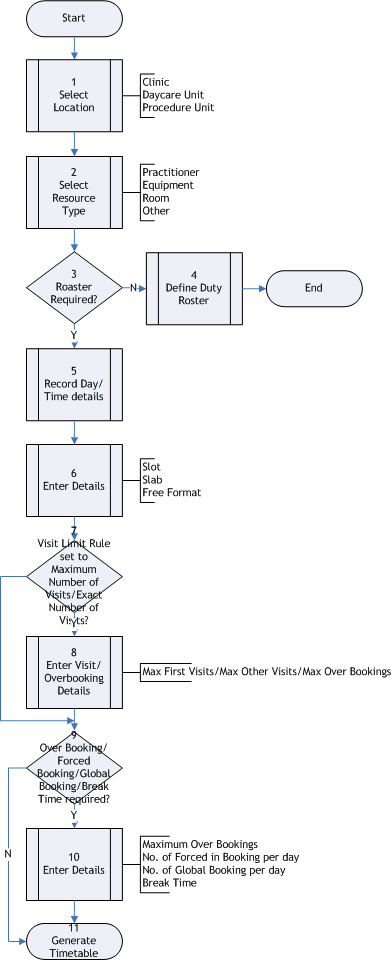 Start
1
Select
Location
Clinic
Daycare Unit
Procedure Unit
2
Select
Resource
Type
Practitioner
Equipment
Room
Other
3
Roaster
Required?
N
4
Define Duty
Roster
End
Y
5
Record Day/
Time details
6
Enter Details
Slot
Slab
Free Format
7
Visit Limit Rule
set to
Maximum
Number of
Visits/Exact
Number of
Visits?
Y
8
Enter Visit/
Overbooking
Details
Max First Visits/Max Other Visits/Max Over Bookings
9
Over Booking/
Forced
Booking/Global
Booking/Break
Time required?
Y
N
10
Enter Details
Maximum Over Bookings
No. of Forced in Booking per day
No. of Global Booking per day
Break Time
11
Generate
Timetable